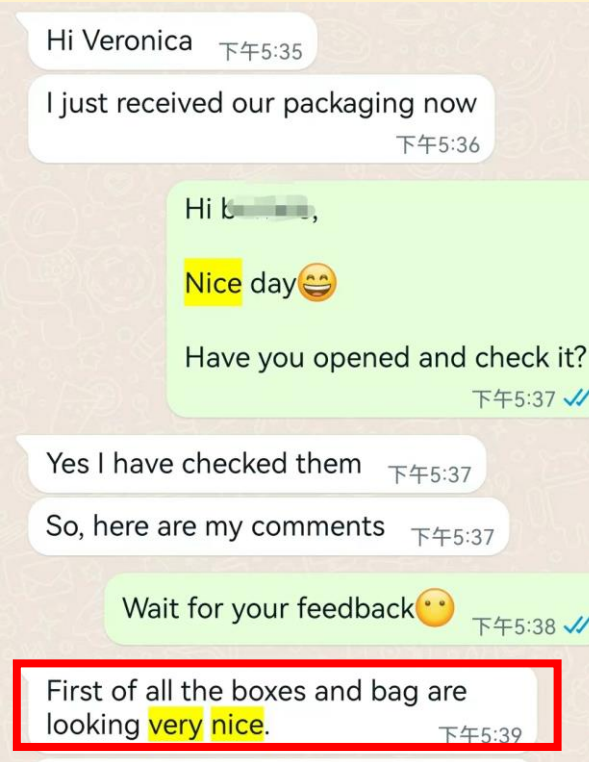 Hi Veronica 下午5:35
I just received our packaging now
下午5:36
Hi
Nice day😄
Have you opened and check it?
下午5:37
Yes I have checked them 下午5:37
So, here are my comments 下午5:37
Wait for your feedback😶 下午5:38
First of all the boxes and bag are
looking very nice. 下午5:39